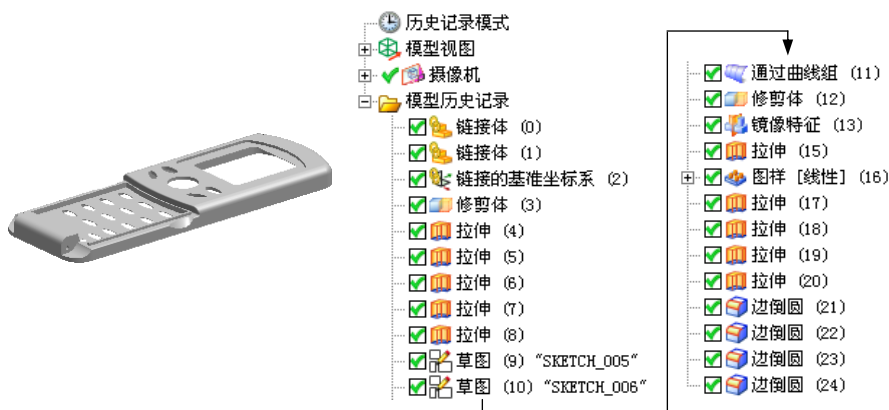 历史记录模式
模型视图
摄像机
模型历史记录
链接体 (0)
链接体 (1)
链接的基准坐标系 (2)
修剪体 (3)
拉伸 (4)
拉伸 (5)
拉伸 (6)
拉伸 (7)
拉伸 (8)
草图 (9) "SKETCH_005"
草图 (10) "SKETCH_006"
通过曲线组 (11)
修剪体 (12)
镜像特征 (13)
拉伸 (15)
图样 [线性] (16)
拉伸 (17)
拉伸 (18)
拉伸 (19)
拉伸 (20)
边倒圆 (21)
边倒圆 (22)
边倒圆 (23)
边倒圆 (24)